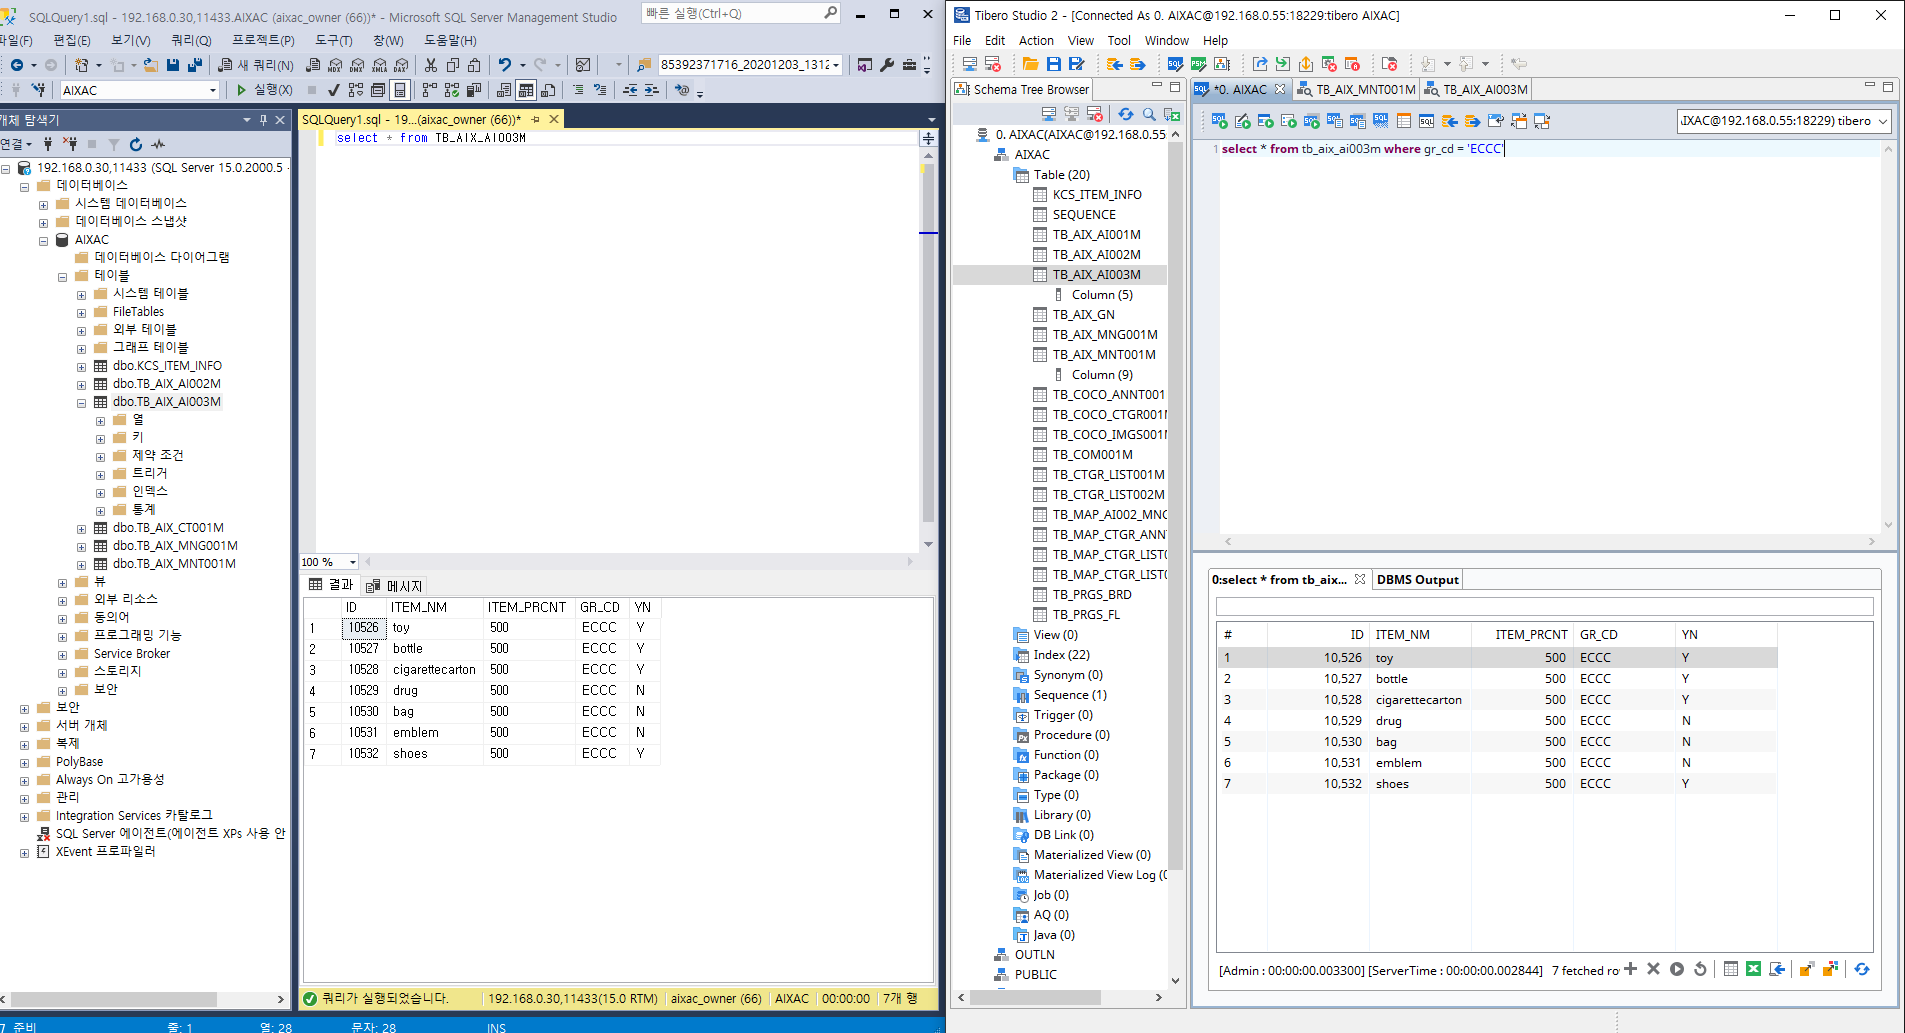 SQLQuery1.sql - 192.168.0.30,11433.AIXAC (aixac_owner (66))* - Microsoft SQL Server Management Studio
빠른 실행(Ctrl+Q)
파일(F) 편집(E) 보기(V) 쿼리(Q) 프로젝트(P) 도구(T) 창(W) 도움말(H)
새 쿼리(N)
MDX DMX XMLA DAX
85392371716_20201203_131
AIXAC
실행(X)
개체 탐색기
연결
192.168.0.30,11433 (SQL Server 15.0.2000.5 -
데이터베이스
시스템 데이터베이스
데이터베이스 스냅샷
AIXAC
데이터베이스 다이어그램
테이블
시스템 테이블
FileTables
외부 테이블
그래프 테이블
dbo.KCS_ITEM_INFO
dbo.TB_AIX_AI002M
dbo.TB_AIX_AI003M
열
키
제약 조건
트리거
인덱스
통계
dbo.TB_AIX_CT001M
dbo.TB_AIX_MNG001M
dbo.TB_AIX_MNT001M
뷰
외부 리소스
동의어
프로그래밍 기능
Service Broker
스토리지
보안
보안
서버 개체
복제
PolyBase
Always On 고가용성
관리
Integration Services 카탈로그
SQL Server 에이전트(에이전트 XPs 사용 안
XEvent 프로파일러
SQLQuery1.sql - 19...(aixac_owner (66))*
select * from TB_AIX_AI003M
100 %
결과 메시지
ID ITEM_NM ITEM_PRCNT GR_CD YN
1 10526 toy 500 ECCC Y
2 10527 bottle 500 ECCC Y
3 10528 cigarettecarton 500 ECCC Y
4 10529 drug 500 ECCC N
5 10530 bag 500 ECCC N
6 10531 emblem 500 ECCC N
7 10532 shoes 500 ECCC Y
쿼리가 실행되었습니다. 192.168.0.30,11433(15.0 RTM) aixac_owner (66) AIXAC 00:00:00 7개 행
준비 줄: 1 열: 28 문자: 28 INS
Tibero Studio 2 - [Connected As 0. AIXAC@192.168.0.55:18229:tibero AIXAC]
File Edit Action View Tool Window Help
Schema Tree Browser
0. AIXAC(AIXAC@192.168.0.55
AIXAC
Table (20)
KCS_ITEM_INFO
SEQUENCE
TB_AIX_AI001M
TB_AIX_AI002M
TB_AIX_AI003M
Column (5)
TB_AIX_GN
TB_AIX_MNG001M
TB_AIX_MNT001M
Column (9)
TB_COCO_ANNT001
TB_COCO_CTGR001
TB_COCO_IMGS001
TB_COM001M
TB_CTGR_LIST001M
TB_CTGR_LIST002M
TB_MAP_AI002_MNG
TB_MAP_CTGR_ANN
TB_MAP_CTGR_LIST0
TB_MAP_CTGR_LIST0
TB_PRGS_BRD
TB_PRGS_FL
View (0)
Index (22)
Synonym (0)
Sequence (1)
Trigger (0)
Procedure (0)
Function (0)
Package (0)
Type (0)
Library (0)
DB Link (0)
Materialized View (0)
Materialized View Log (0
Job (0)
AQ (0)
Java (0)
OUTLN
PUBLIC
*0. AIXAC TB_AIX_MNT001M TB_AIX_AI003M
AIXAC@192.168.0.55:18229) tibero
1 select * from tb_aix_ai003m where gr_cd = 'ECCC'
0:select * from tb_aix... DBMS Output
# ID ITEM_NM ITEM_PRCNT GR_CD YN
1 10,526 toy 500 ECCC Y
2 10,527 bottle 500 ECCC Y
3 10,528 cigarettecarton 500 ECCC Y
4 10,529 drug 500 ECCC N
5 10,530 bag 500 ECCC N
6 10,531 emblem 500 ECCC N
7 10,532 shoes 500 ECCC Y
[Admin : 00:00:00.003300] [ServerTime : 00:00:00.002844] 7 fetched ro